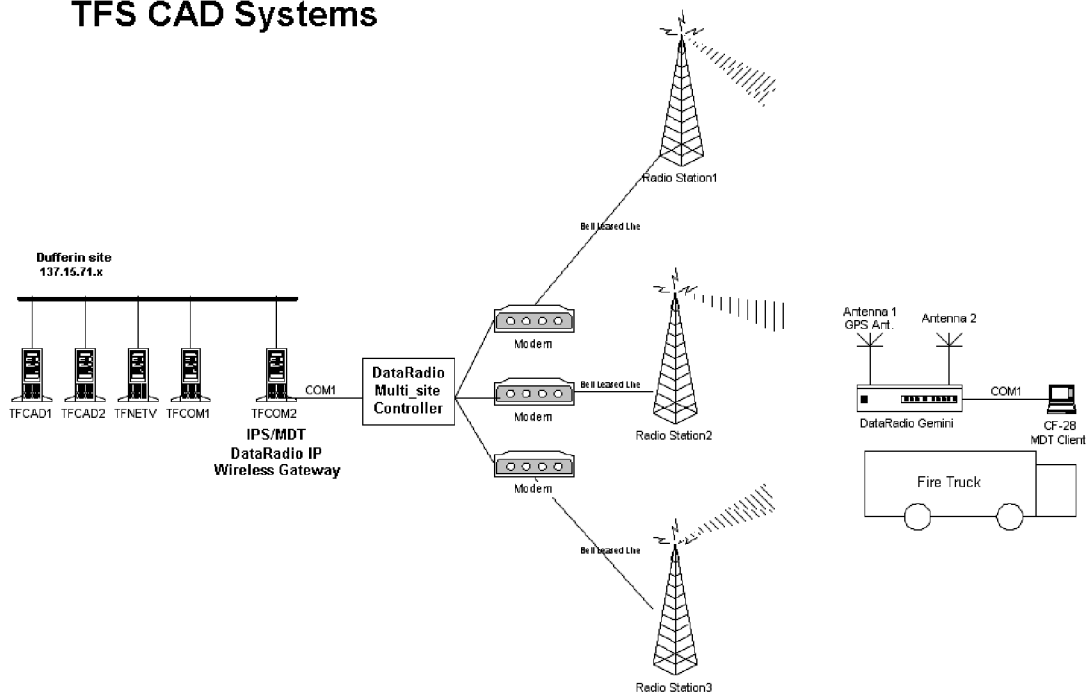 TFS CAD Systems
Radio Station1
Bell Leased Line
Dufferin site
137.15.71.x
TFCAD1
TFCAD2
TFNETV
TFCOM1
TFCOM2
COM1
IPS/MDT
DataRadio IP
Wireless Gateway
DataRadio
Multi_site
Controller
Modem
Modem
Modem
Bell Leased Line
Radio Station2
Bell Leased Line
Radio Station3
Antenna 1
GPS Ant.
Antenna 2
COM1
DataRadio Gemini
CF-28
MDT Client
Fire Truck